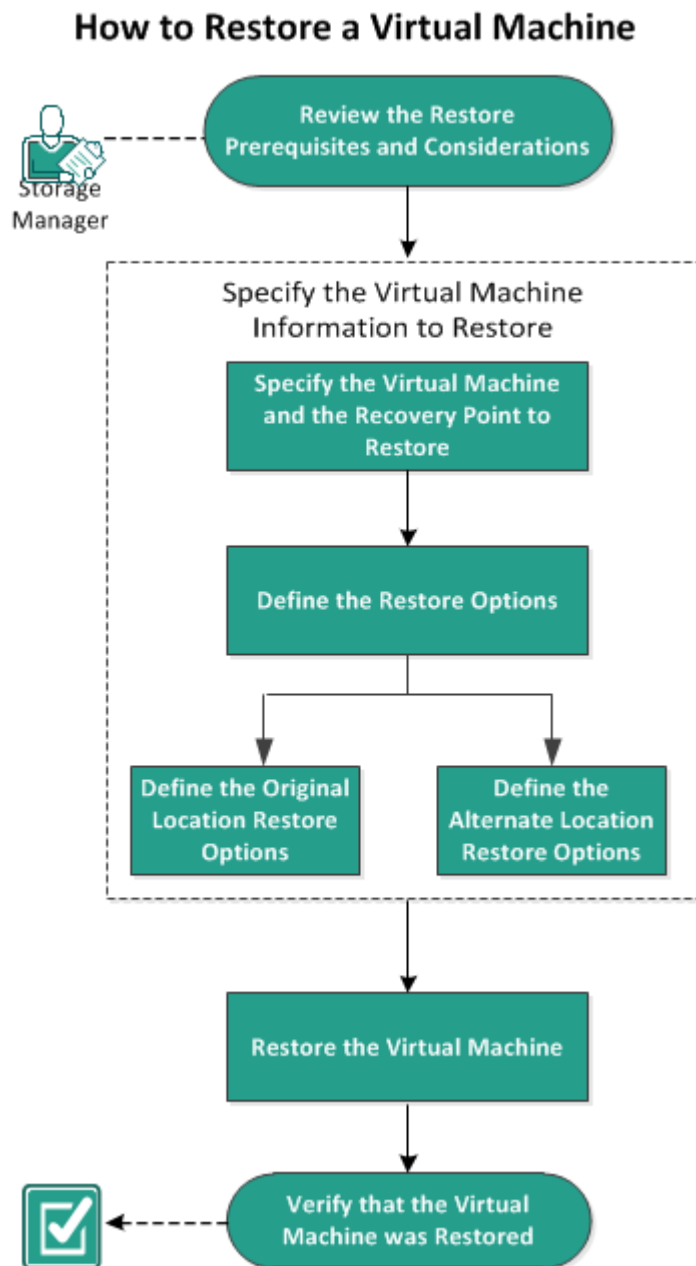 How to Restore a Virtual Machine
Review the Restore
Prerequisites and Considerations
Storage
Manager
Specify the Virtual Machine
Information to Restore
Specify the Virtual Machine
and the Recovery Point to
Restore
Define the Restore Options
Define the Original
Location Restore
Options
Define the
Alternate Location
Restore Options
Restore the Virtual Machine
Verify that the Virtual
Machine was Restored